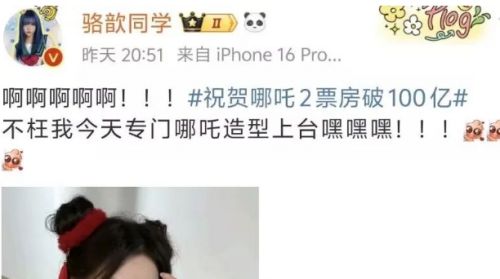 骆歆同学 II
昨天 20:51 来自 iPhone 16 Pro...
flog
啊啊啊啊啊！！！#祝贺哪吒2票房破100亿#
不枉我今天专门哪吒造型上台嘿嘿嘿！！！